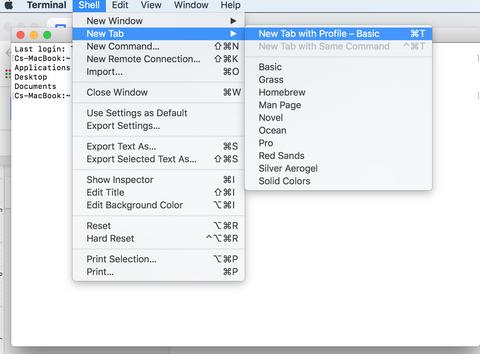 Terminal Shell Edit View Window Help
New Window
New Tab
New Command... ⇧⌘N
New Remote Connection... ⇧⌘K
Import... ⌘O
Close Window ⌘W
Use Settings as Default
Export Settings...
Export Text As... ⌘S
Export Selected Text As... ⇧⌘S
Show Inspector ⌘I
Edit Title ⇧⌘I
Edit Background Color ⌥⌘I
Reset ⌥⌘R
Hard Reset ^⌥⌘R
Print Selection... ⌥⌘P
Print... ⌘P
New Tab with Profile – Basic ⌘T
New Tab with Same Command ^⌘T
Basic
Grass
Homebrew
Man Page
Novel
Ocean
Pro
Red Sands
Silver Aerogel
Solid Colors
Last login:
[Cs-MacBook:~
Applications
Desktop
Documents
[Cs-MacBook:~